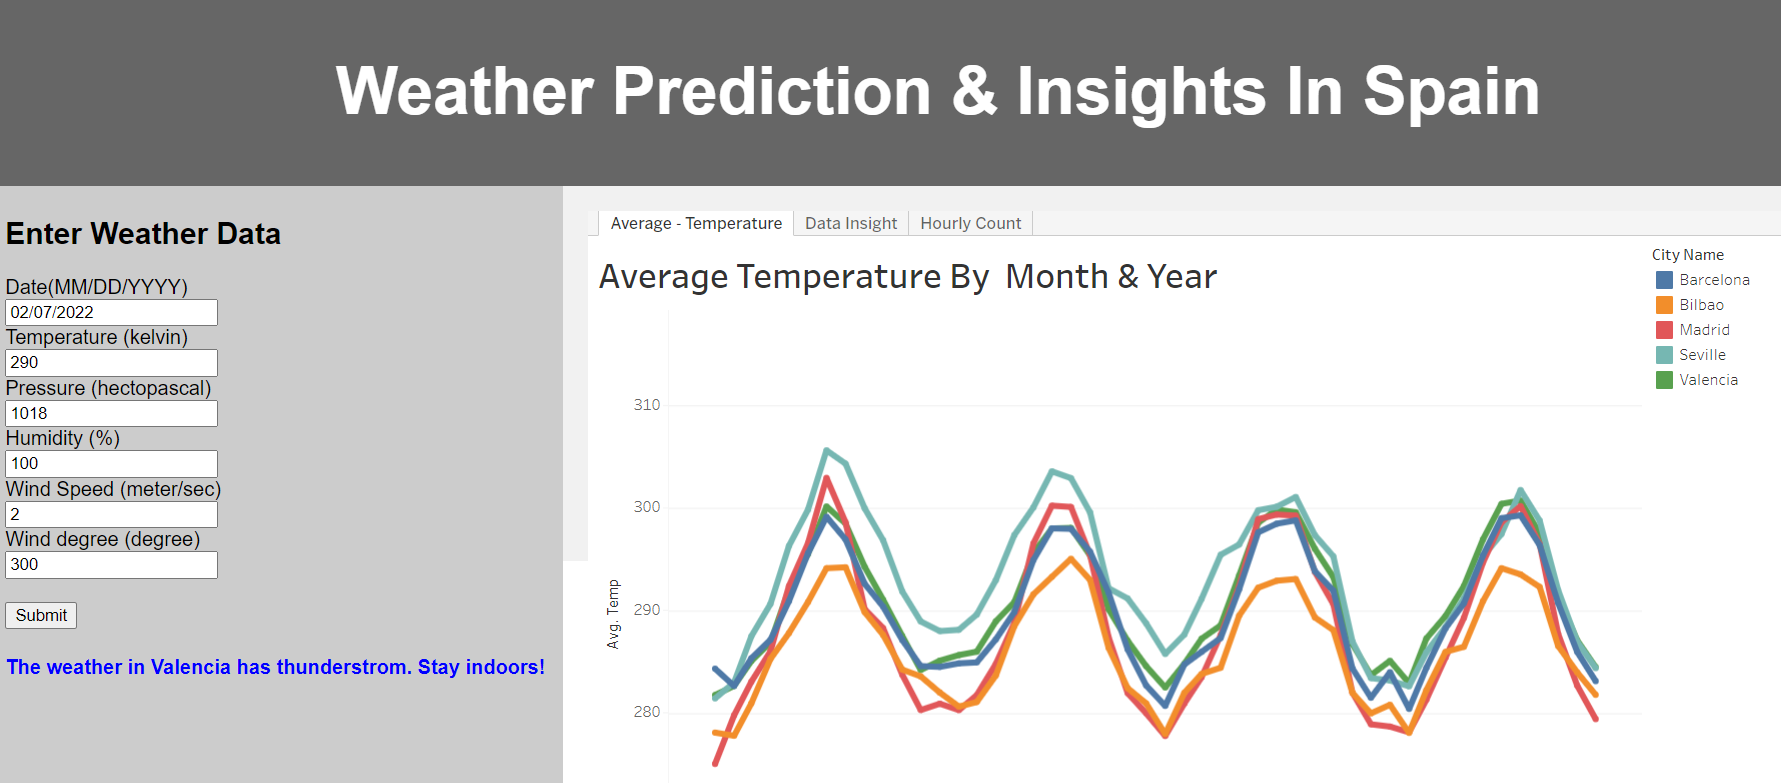 Weather Prediction & Insights In Spain
Enter Weather Data
Date(MM/DD/YYYY)
02/07/2022
Temperature (kelvin)
290
Pressure (hectopascal)
1018
Humidity (%)
100
Wind Speed (meter/sec)
2
Wind degree (degree)
300
Submit
The weather in Valencia has thunderstrom. Stay indoors!
Average - Temperature
Data Insight
Hourly Count
Average Temperature By  Month & Year
City Name
Barcelona
Bilbao
Madrid
Seville
Valencia
310
300
290
280
Avg. Temp